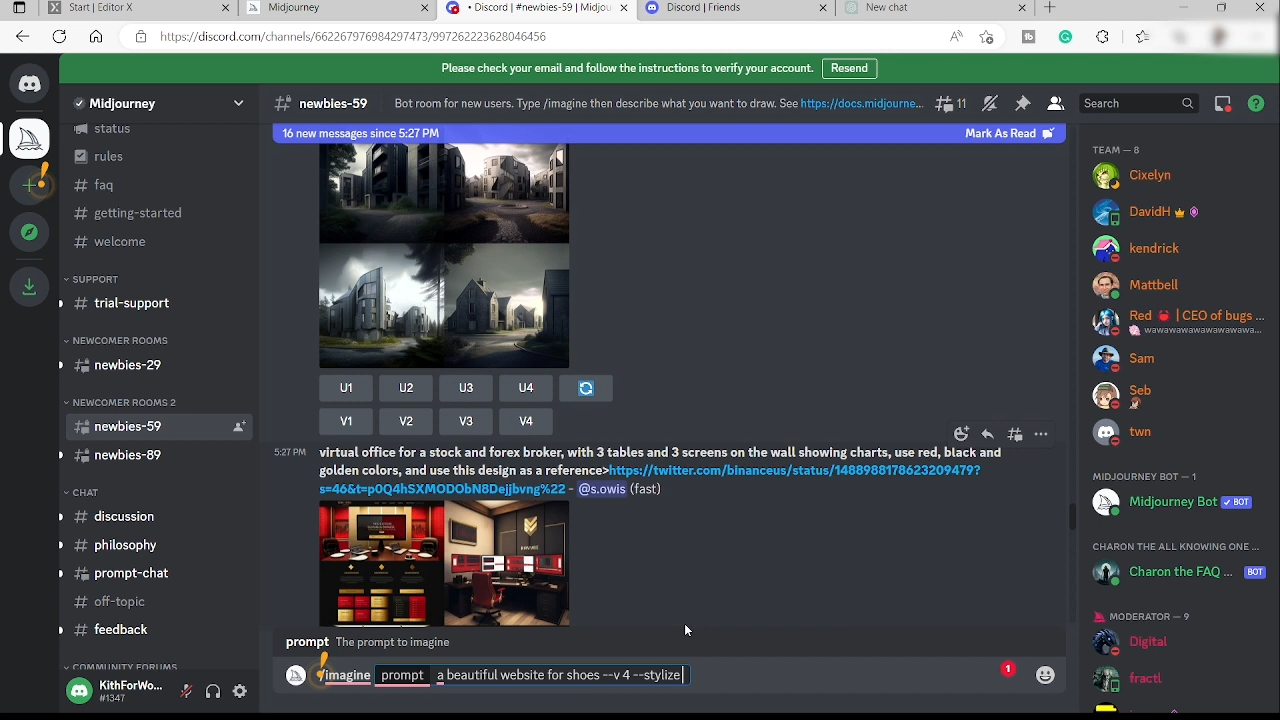 Start | Editor X
Midjourney
• Discord | #newbies-59 | Midjou
Discord | Friends
New chat
https://discord.com/channels/662267976984297473/997262223628046456
Please check your email and follow the instructions to verify your account.
Resend
Midjourney
newbies-59
Bot room for new users. Type /imagine then describe what you want to draw. See https://docs.midjourne...
11
Search
16 new messages since 5:27 PM
Mark As Read
status
rules
faq
getting-started
welcome
SUPPORT
trial-support
NEWCOMER ROOMS
newbies-29
NEWCOMER ROOMS 2
newbies-59
newbies-89
CHAT
discussion
philosophy
prompt-chat
off-topic
feedback
COMMUNITY FORUMS
KithForWo...
#1347
U1
U2
U3
U4
V1
V2
V3
V4
5:27 PM
virtual office for a stock and forex broker, with 3 tables and 3 screens on the wall showing charts, use red, black and
golden colors, and use this design as a reference>https://twitter.com/binanceus/status/1488988178623209479?
s=46&t=p0Q4hSXMODObN8Dejjbvng%22 - @s.owis (fast)
prompt The prompt to imagine
/imagine prompt a beautiful website for shoes --v 4 --stylize
1
TEAM — 8
Cixelyn
DavidH
kendrick
Mattbell
Red | CEO of bugs ...
wawawawawawawawawa...
Sam
Seb
twn
MIDJOURNEY BOT — 1
Midjourney Bot BOT
CHARON THE ALL KNOWING ONE ...
Charon the FAQ ... BOT
MODERATOR — 9
Digital
fractl